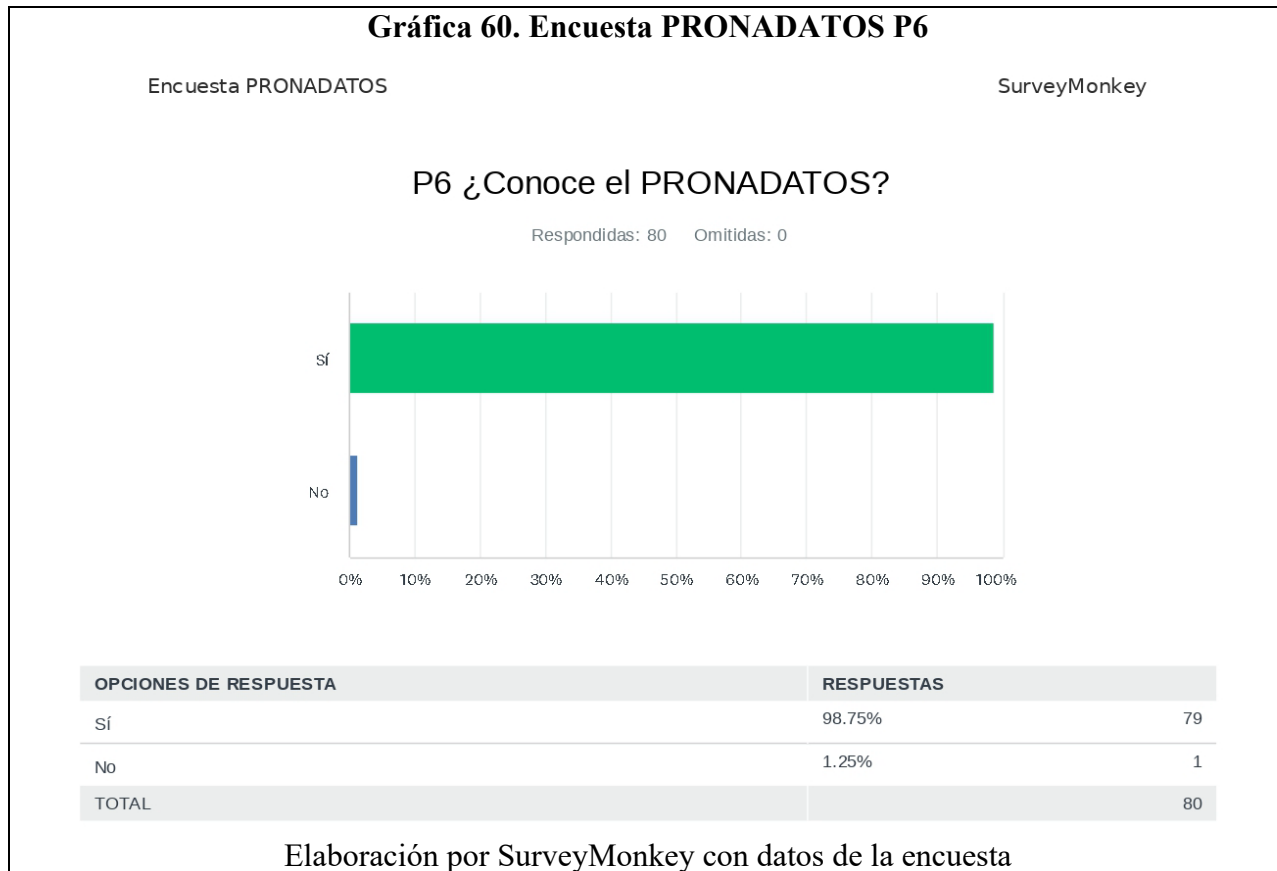 Gráfica 60. Encuesta PRONADATOS P6
Encuesta PRONADATOS SurveyMonkey
P6 ¿Conoce el PRONADATOS?
Respondidas: 80 Omitidas: 0
Sí
No
0% 10% 20% 30% 40% 50% 60% 70% 80% 90% 100%
OPCIONES DE RESPUESTA RESPUESTAS
Sí 98.75% 79
No 1.25% 1
TOTAL 80
Elaboración por SurveyMonkey con datos de la encuesta